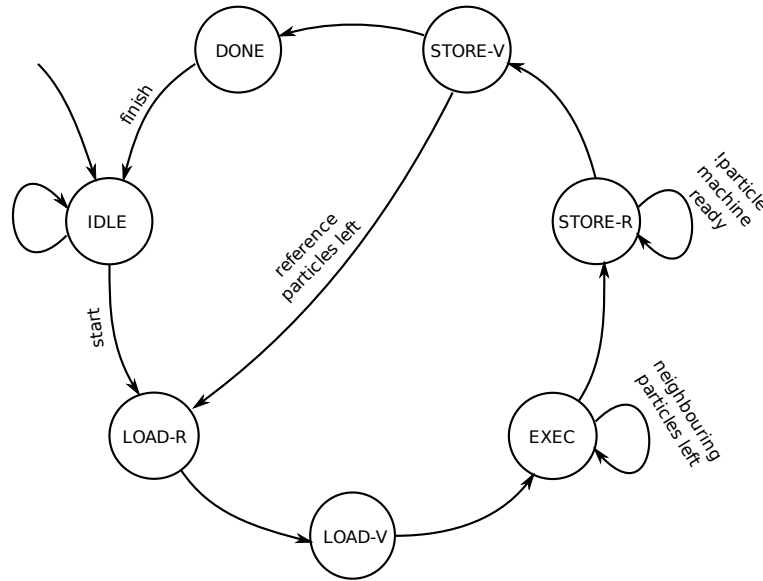 DONE
STORE-V
finish
!particle
machine
ready
IDLE
STORE-R
reference
particles left
start
neighbouring
particles left
LOAD-R
EXEC
LOAD-V